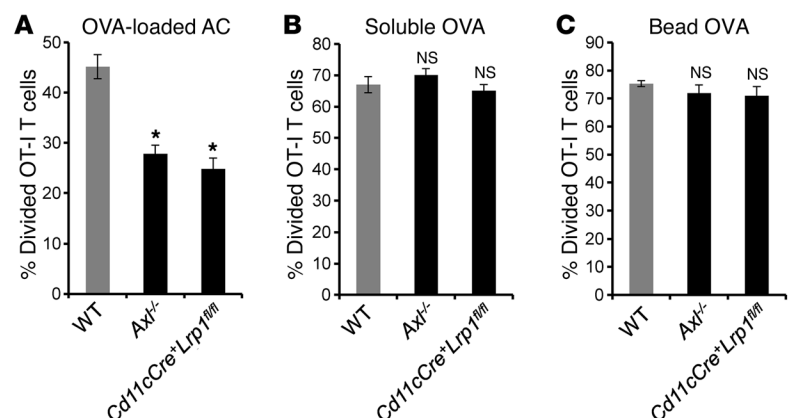 A OVA-loaded AC
% Divided OT-I T cells
50
40
30
20
10
0
*
*
WT
Axl-/-
Cd11cCre+Lrp1fl/fl
B Soluble OVA
% Divided OT-I T cells
80
70
60
50
40
30
20
10
0
NS
NS
WT
Axl-/-
Cd11cCre+Lrp1fl/fl
C Bead OVA
% Divided OT-I T cells
90
80
70
60
50
40
30
20
10
0
NS
NS
WT
Axl-/-
Cd11cCre+Lrp1fl/fl